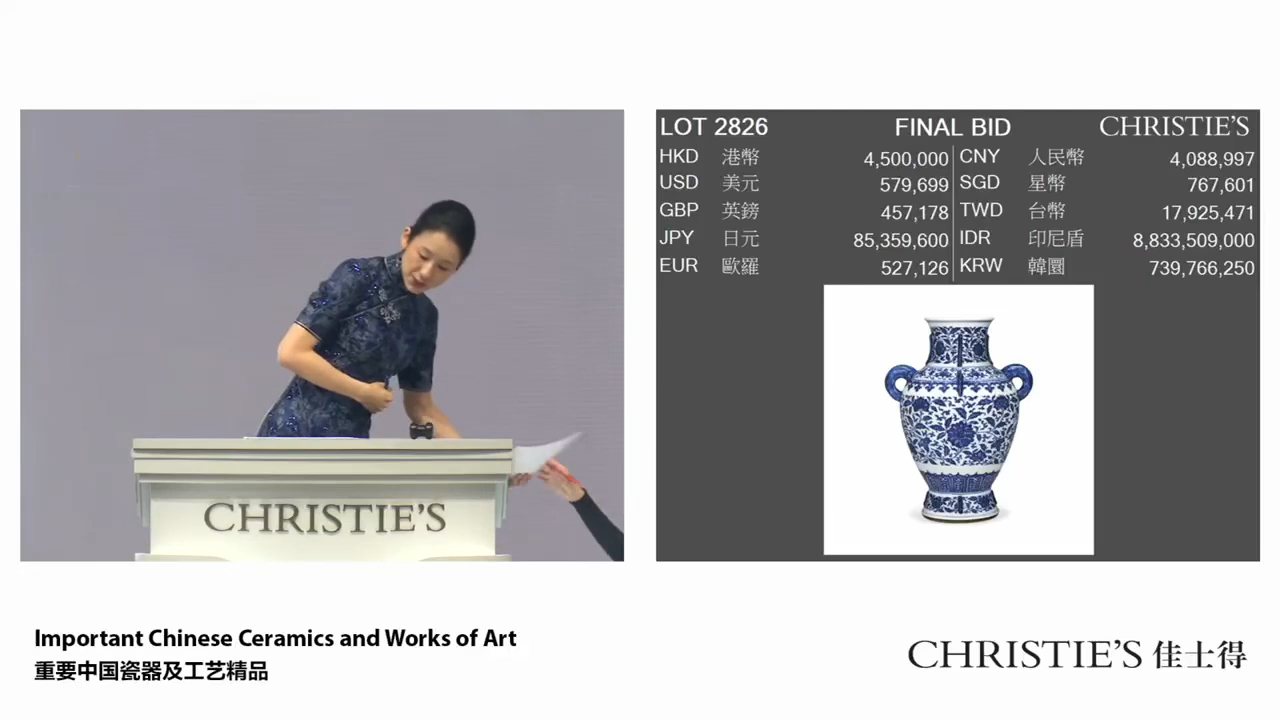 LOT 2826 FINAL BID CHRISTIE'S
HKD 港幣 4,500,000 CNY 人民幣 4,088,997
USD 美元 579,699 SGD 星幣 767,601
GBP 英鎊 457,178 TWD 台幣 17,925,471
JPY 日元 85,359,600 IDR 印尼盾 8,833,509,000
EUR 歐羅 527,126 KRW 韓圜 739,766,250
CHRISTIE'S
Important Chinese Ceramics and Works of Art
重要中国瓷器及工艺精品
CHRISTIE'S 佳士得